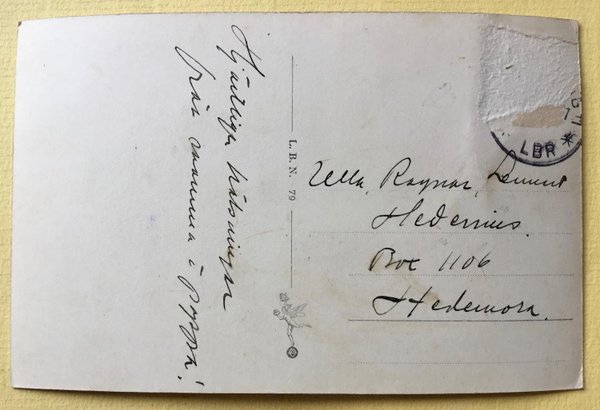 Hjärtliga hälsningar
från mamma o pappa!
L. B. N. 79
LBR *
Ulla, Ragnar, Lennart
Hedenius.
Box 1106
Hedemora.